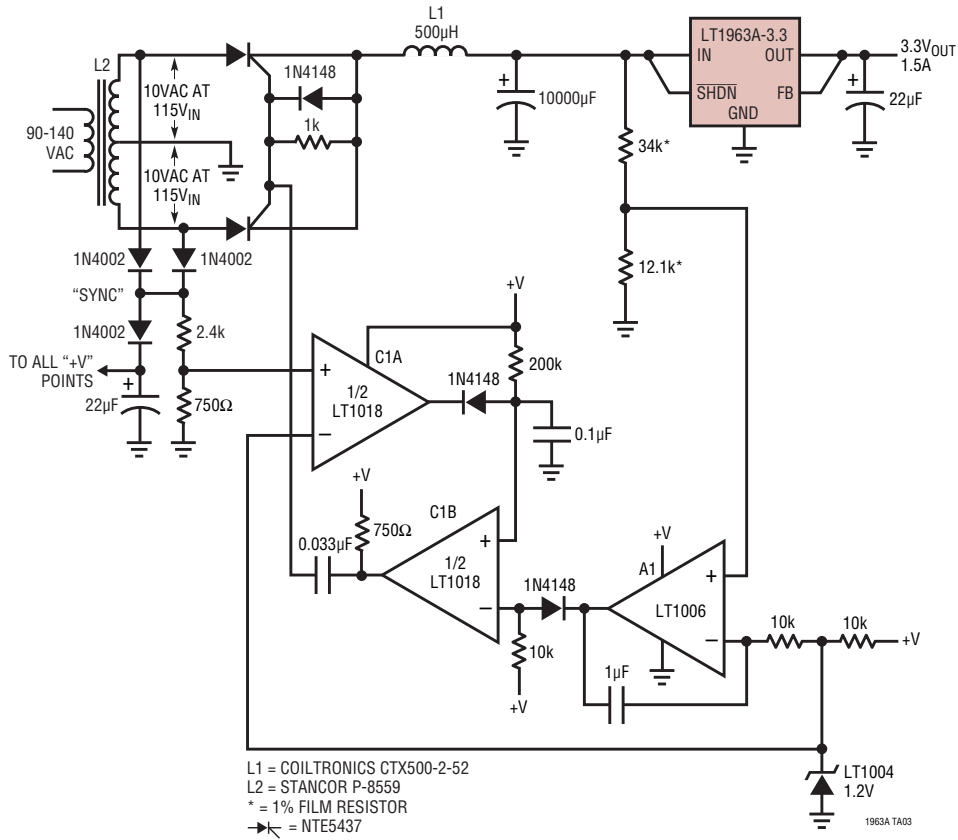 L1
500µH
LT1963A-3.3
IN
OUT
SHDN
FB
GND
3.3VOUT
1.5A
+
22µF
L2
90-140
VAC
10VAC AT
115VIN
10VAC AT
115VIN
1N4148
1k
+
10000µF
34k*
12.1k*
1N4002
1N4002
"SYNC"
1N4002
2.4k
TO ALL "+V"
POINTS
+
22µF
750Ω
+V
C1A
+
1/2
LT1018
–
1N4148
200k
0.1µF
+V
750Ω
0.033µF
C1B
+
1/2
LT1018
–
1N4148
10k
+V
+V
A1
+
LT1006
–
1µF
10k
10k
+V
LT1004
1.2V
L1 = COILTRONICS CTX500-2-52
L2 = STANCOR P-8559
* = 1% FILM RESISTOR
= NTE5437
1963A TA03